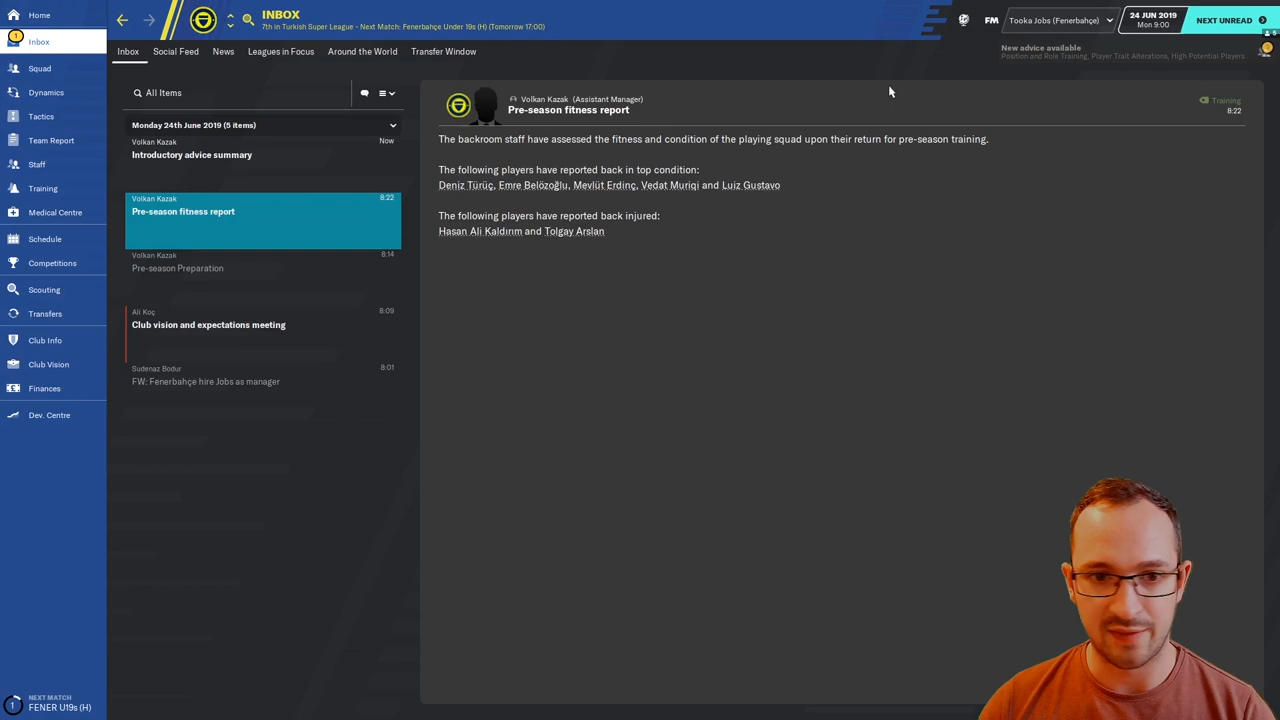 Home
1
Inbox
Squad
Dynamics
Tactics
Team Report
Staff
Training
Medical Centre
Schedule
Competitions
Scouting
Transfers
Club Info
Club Vision
Finances
Dev. Centre
1
NEXT MATCH
FENER U19s (H)
INBOX
7th in Turkish Super League - Next Match: Fenerbahçe Under 19s (H) (Tomorrow 17:00)
FM
Tooka Jobs (Fenerbahçe)
24 JUN 2019
Mon 9:00
NEXT UNREAD
5
Inbox
Social Feed
News
Leagues in Focus
Around the World
Transfer Window
New advice available
Position and Role Training, Player Trait Alterations, High Potential Players...
All Items
Monday 24th June 2019 (5 items)
Volkan Kazak
Now
Introductory advice summary
Volkan Kazak
8:22
Pre-season fitness report
Volkan Kazak
8:14
Pre-season Preparation
Ali Koç
8:09
Club vision and expectations meeting
Sudenaz Bodur
8:01
FW: Fenerbahçe hire Jobs as manager
Volkan Kazak (Assistant Manager)
Pre-season fitness report
Training
8:22
The backroom staff have assessed the fitness and condition of the playing squad upon their return for pre-season training.
The following players have reported back in top condition:
Deniz Türüç, Emre Belözoğlu, Mevlüt Erdinç, Vedat Muriqi and Luiz Gustavo
The following players have reported back injured:
Hasan Ali Kaldırım and Tolgay Arslan